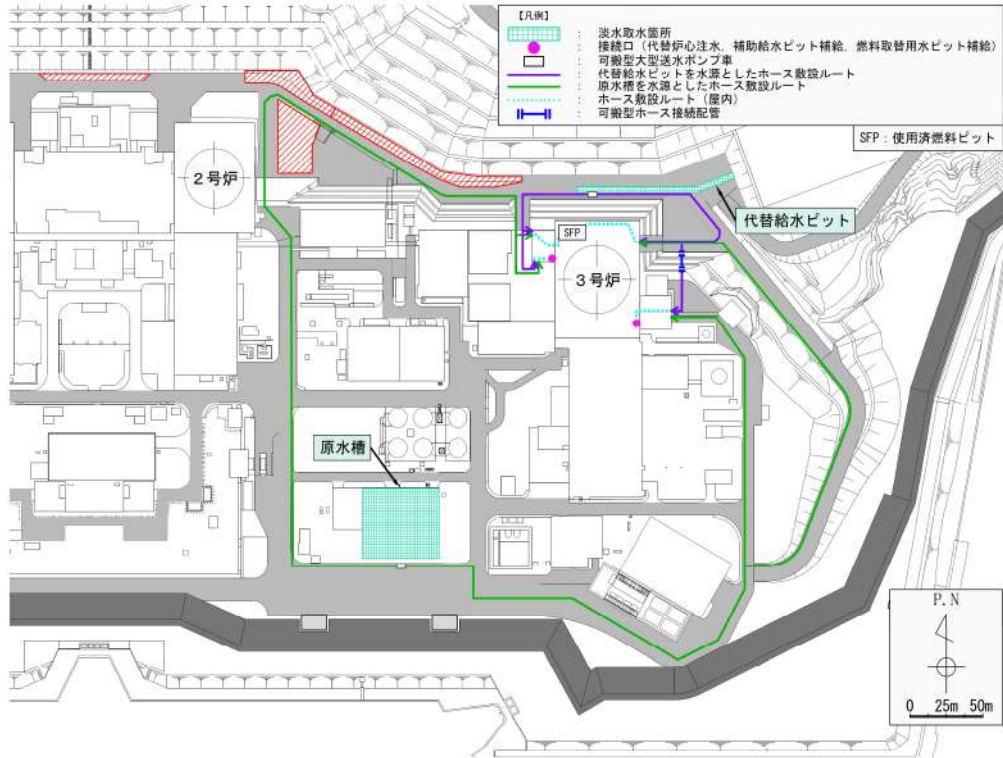 【凡例】
： 淡水取水箇所
： 接続口（代替炉心注水，補助給水ピット補給，燃料取替用水ピット補給）
： 可搬型大型送水ポンプ車
： 代替給水ピットを水源としたホース敷設ルート
： 原水槽を水源としたホース敷設ルート
： ホース敷設ルート（屋内）
： 可搬型ホース接続配管
SFP：使用済燃料ピット
2号炉
代替給水ピット
SFP
3号炉
原水槽
P.N
0 25m 50m